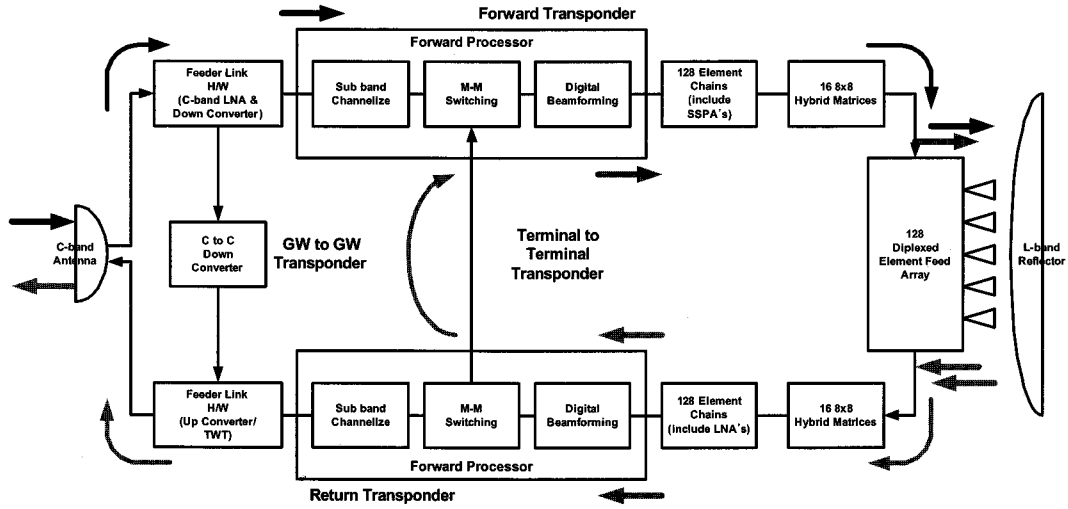 Forward Transponder
Forward Processor
Feeder Link
H/W
(C-band LNA &
Down Converter)
Sub band
Channelize
M-M
Switching
Digital
Beamforming
128 Element
Chains
(include
SSPA´s)
16 8x8
Hybrid Matrices
C-band
Antenna
C to C
Down
Converter
GW to GW
Transponder
Terminal to
Terminal
Transponder
128
Diplexed
Element Feed
Array
L-band
Reflector
Feeder Link
H/W
(Up Converter/
TWT)
Sub band
Channelize
M-M
Switching
Digital
Beamforming
128 Element
Chains
(include LNA´s)
16 8x8
Hybrid Matrices
Forward Processor
Return Transponder